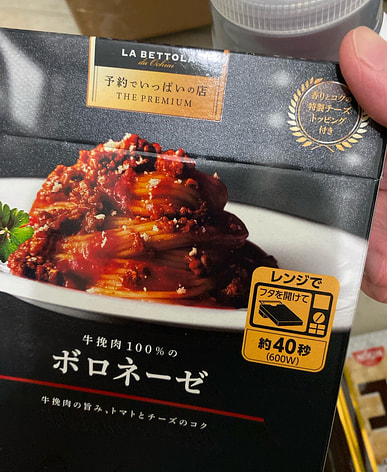 LA BETTOLA
da Ochiai
予約でいっぱいの店
THE PREMIUM
香りとコクの
特製チーズ
トッピング
付き
レンジで
フタを開けて
約40秒
(600W)
牛挽肉100%の
ボロネーゼ
牛挽肉の旨み、トマトとチーズのコク